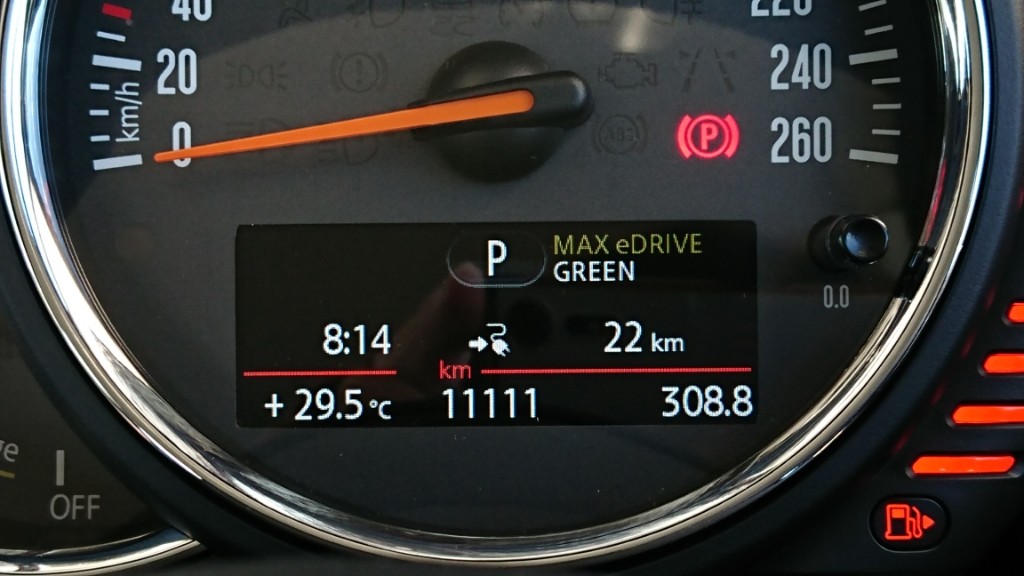 40
20
km/h
0
220
240
260
ABS
P
P
MAX eDRIVE
GREEN
8:14
22 km
km
+ 29.5°C
11111
308.8
0.0
OFF